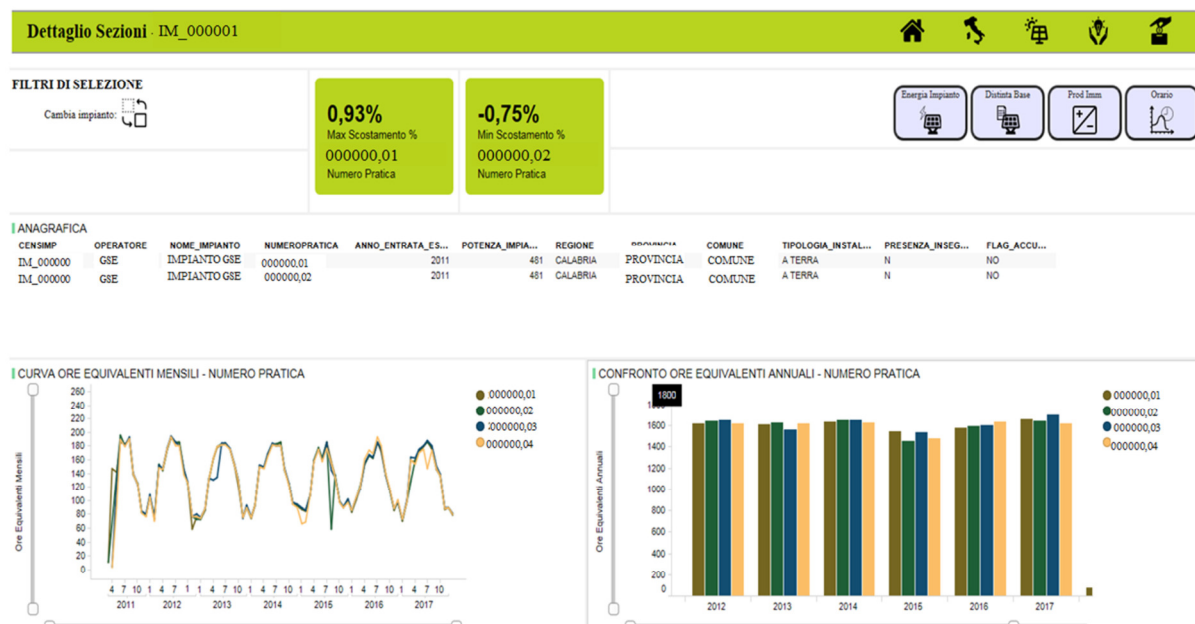 Dettaglio Sezioni - IM_000001
FILTRI DI SELEZIONE
Cambia impianto:
0,93%
Max Scostamento %
000000,01
Numero Pratica
-0,75%
Min Scostamento %
000000,02
Numero Pratica
Energia Impianto
Distinta Base
Prod Imm
Orario
ANAGRAFICA
CENSIMP OPERATORE NOME_IMPIANTO NUMEROPRATICA ANNO_ENTRATA_ES... POTENZA_IMPIA... REGIONE PROVINCIA COMUNE TIPOLOGIA_INSTAL... PRESENZA_INSEG... FLAG_ACCU...
IM_000000 GSE IMPIANTO GSE 000000,01 2011 481 CALABRIA PROVINCIA COMUNE A TERRA N NO
IM_000000 GSE IMPIANTO GSE 000000,02 2011 481 CALABRIA PROVINCIA COMUNE A TERRA N NO
CURVA ORE EQUIVALENTI MENSILI - NUMERO PRATICA
Ore Equivalenti Mensili
260
240
220
200
180
160
140
120
100
80
60
40
20
0
4 7 10 1 4 7 1 1 4 7 10 1 4 7 10 1 4 7 10 1 4 7 10 1 4 7 10
2011 2012 2013 2014 2015 2016 2017
000000,01
000000,02
000000,03
000000,04
CONFRONTO ORE EQUIVALENTI ANNUALI - NUMERO PRATICA
Ore Equivalenti Annuali
1800
1600
1400
1200
1000
800
600
400
200
0
2012 2013 2014 2015 2016 2017
000000,01
000000,02
000000,03
000000,04